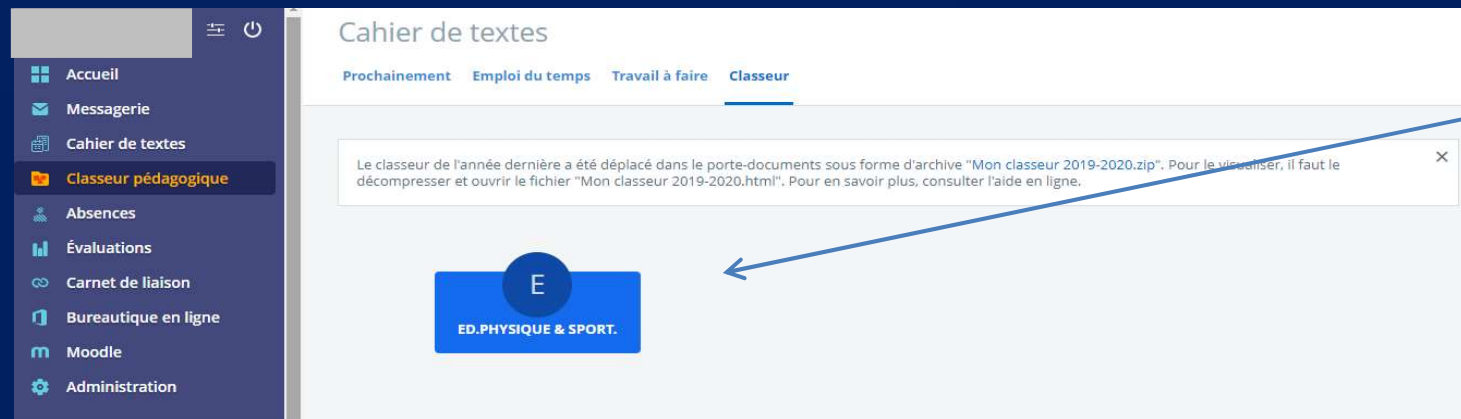 Accueil
Messagerie
Cahier de textes
Classeur pédagogique
Absences
Évaluations
Carnet de liaison
Bureautique en ligne
Moodle
Administration
Cahier de textes
Prochainement Emploi du temps Travail à faire Classeur
Le classeur de l'année dernière a été déplacé dans le porte-documents sous forme d'archive "Mon classeur 2019-2020.zip". Pour le visualiser, il faut le
décompresser et ouvrir le fichier "Mon classeur 2019-2020.html". Pour en savoir plus, consulter l'aide en ligne.
E
ED.PHYSIQUE & SPORT.